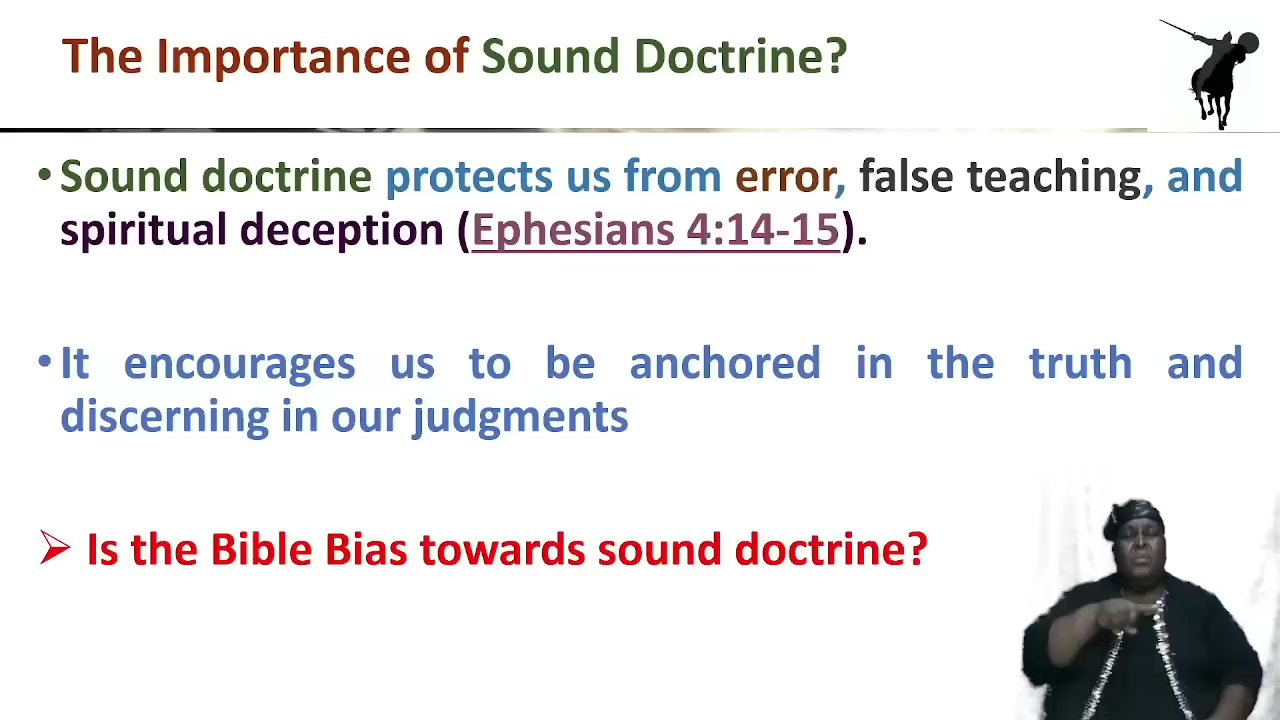 The Importance of Sound Doctrine?
• Sound doctrine protects us from error, false teaching, and
spiritual deception (Ephesians 4:14-15).
• It encourages us to be anchored in the truth and
discerning in our judgments
➢ Is the Bible Bias towards sound doctrine?